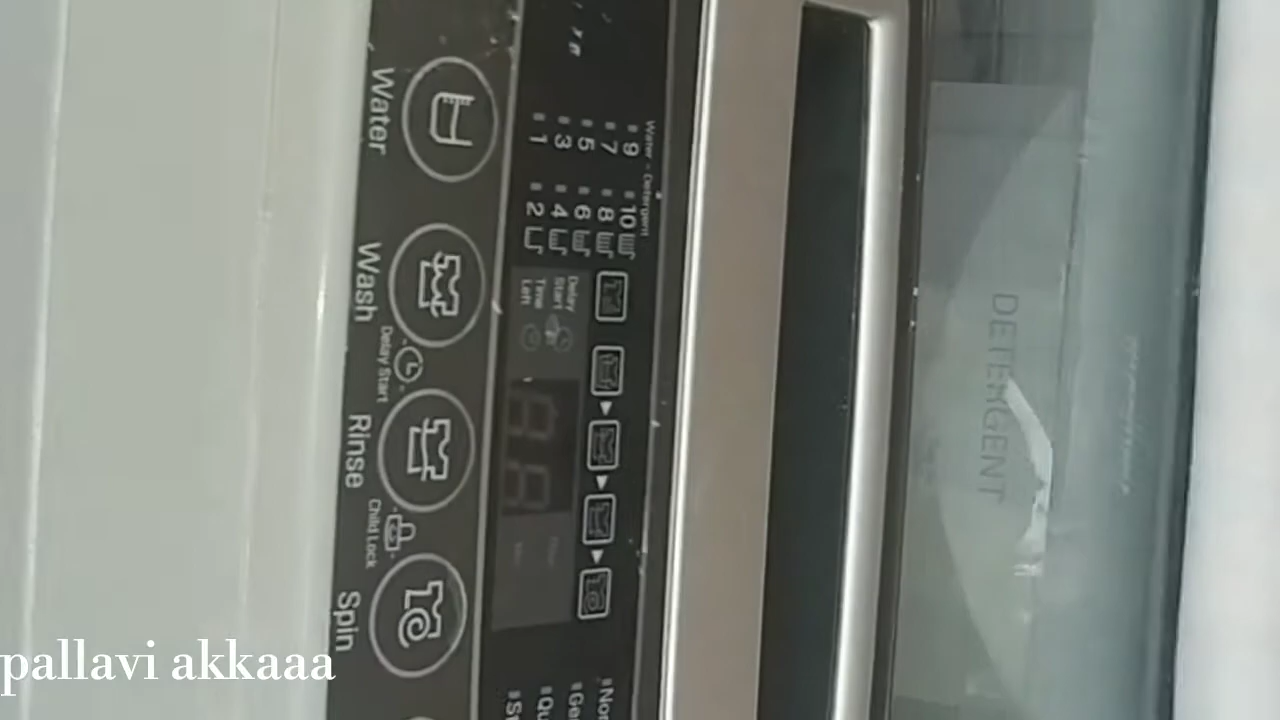 Water - Detergent
9 10
7 8
5 6
3 4
1 2
Delay Start
Time Left
88
Water
Wash
Delay Start
Rinse
Child Lock
Spin
DETERGENT
pallavi akkaaa